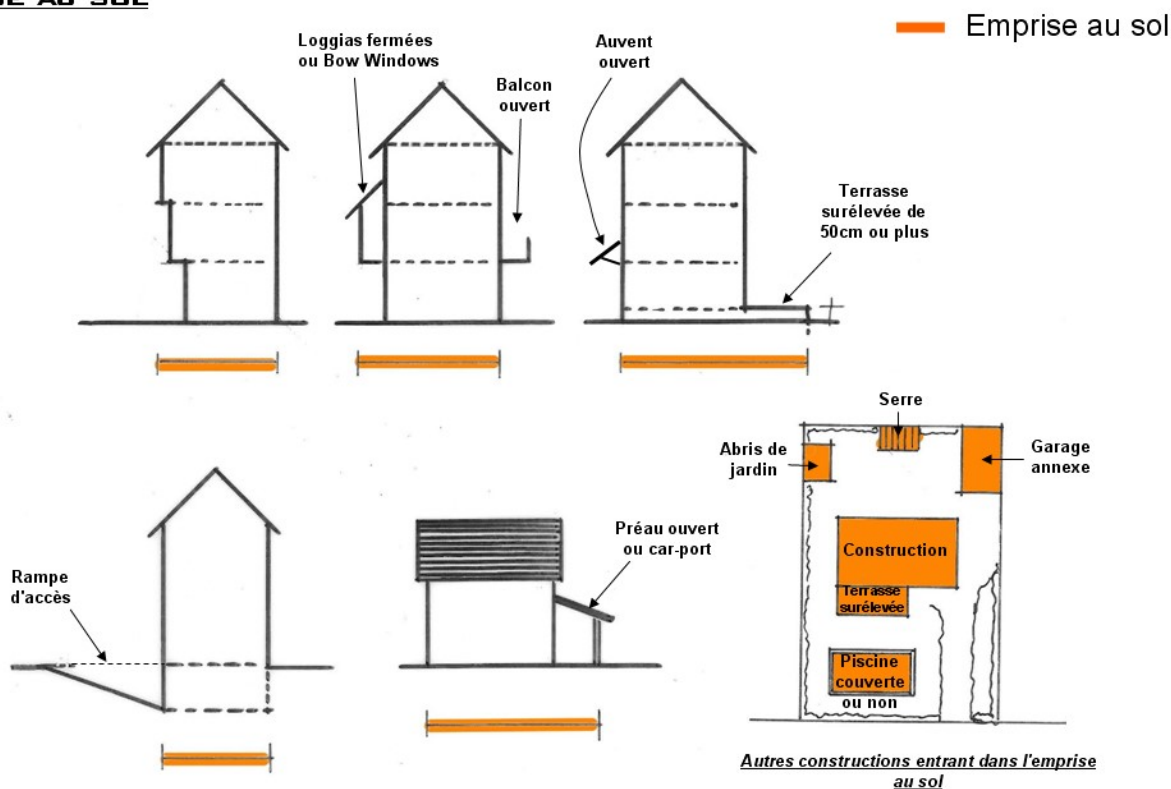 AU SOL
Emprise au sol
Loggias fermées
ou Bow Windows
Balcon
ouvert
Auvent
ouvert
Terrasse
surélevée de
50cm ou plus
Rampe
d'accès
Préau ouvert
ou car-port
Serre
Abris de
jardin
Garage
annexe
Construction
Terrasse
surélevée
Piscine
couverte
ou non
Autres constructions entrant dans l'emprise
au sol